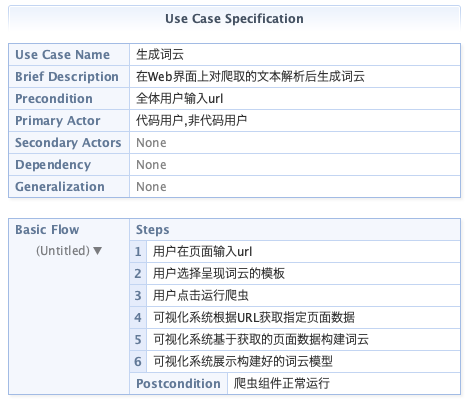 Use Case Specification
Use Case Name 生成词云
Brief Description 在Web界面上对爬取的文本解析后生成词云
Precondition 全体用户输入url
Primary Actor 代码用户,非代码用户
Secondary Actors None
Dependency None
Generalization None
Basic Flow Steps
(Untitled) ▼ 1 用户在页面输入url
2 用户选择呈现词云的模板
3 用户点击运行爬虫
4 可视化系统根据URL获取指定页面数据
5 可视化系统基于获取的页面数据构建词云
6 可视化系统展示构建好的词云模型
Postcondition 爬虫组件正常运行